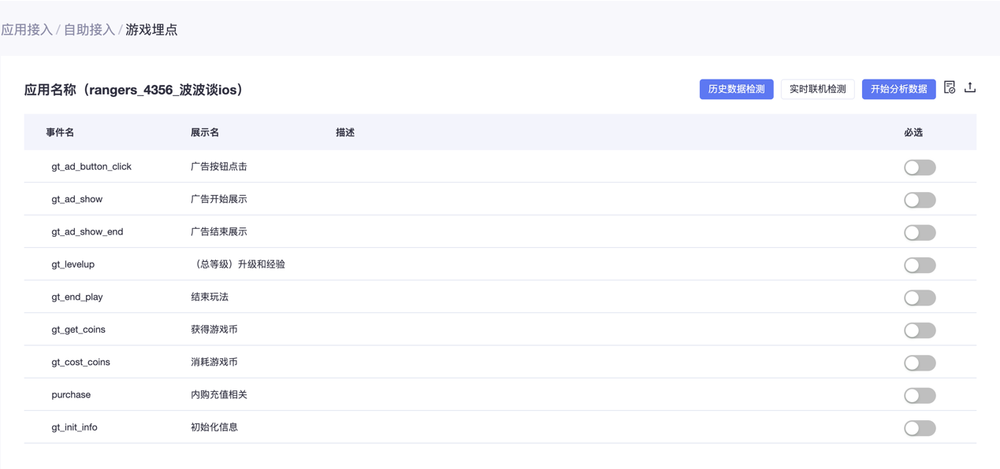 应用接入 / 自助接入 / 游戏埋点
应用名称（rangers_4356_波波谈ios） 历史数据检测 实时联机检测 开始分析数据
事件名 展示名 描述 必选
gt_ad_button_click 广告按钮点击
gt_ad_show 广告开始展示
gt_ad_show_end 广告结束展示
gt_levelup （总等级）升级和经验
gt_end_play 结束玩法
gt_get_coins 获得游戏币
gt_cost_coins 消耗游戏币
purchase 内购充值相关
gt_init_info 初始化信息